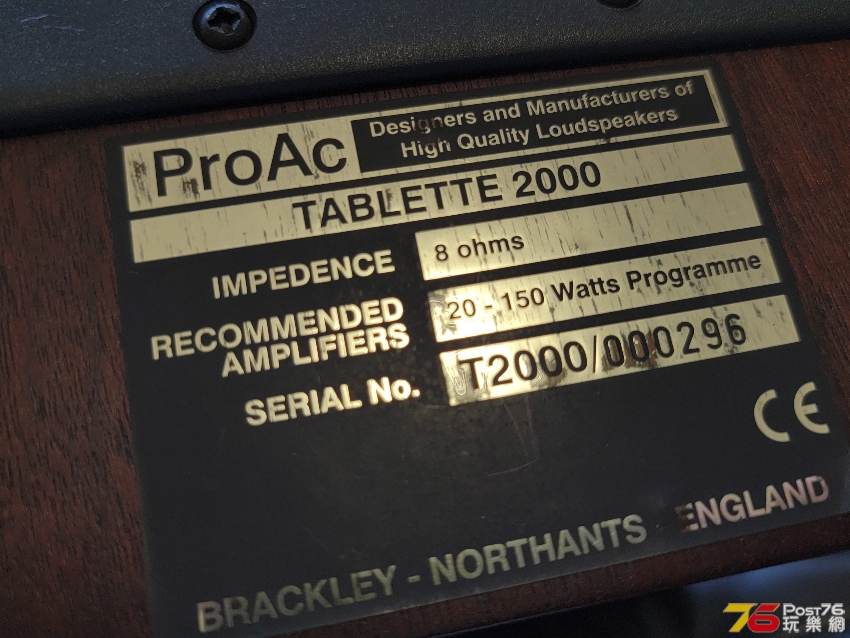 ProAc
Designers and Manufacturers of
High Quality Loudspeakers
TABLETTE 2000
IMPEDENCE 8 ohms
RECOMMENDED
AMPLIFIERS
20 - 150 Watts Programme
SERIAL No. T2000/000296
CE
BRACKLEY - NORTHANTS ENGLAND
76 Post76
玩樂網